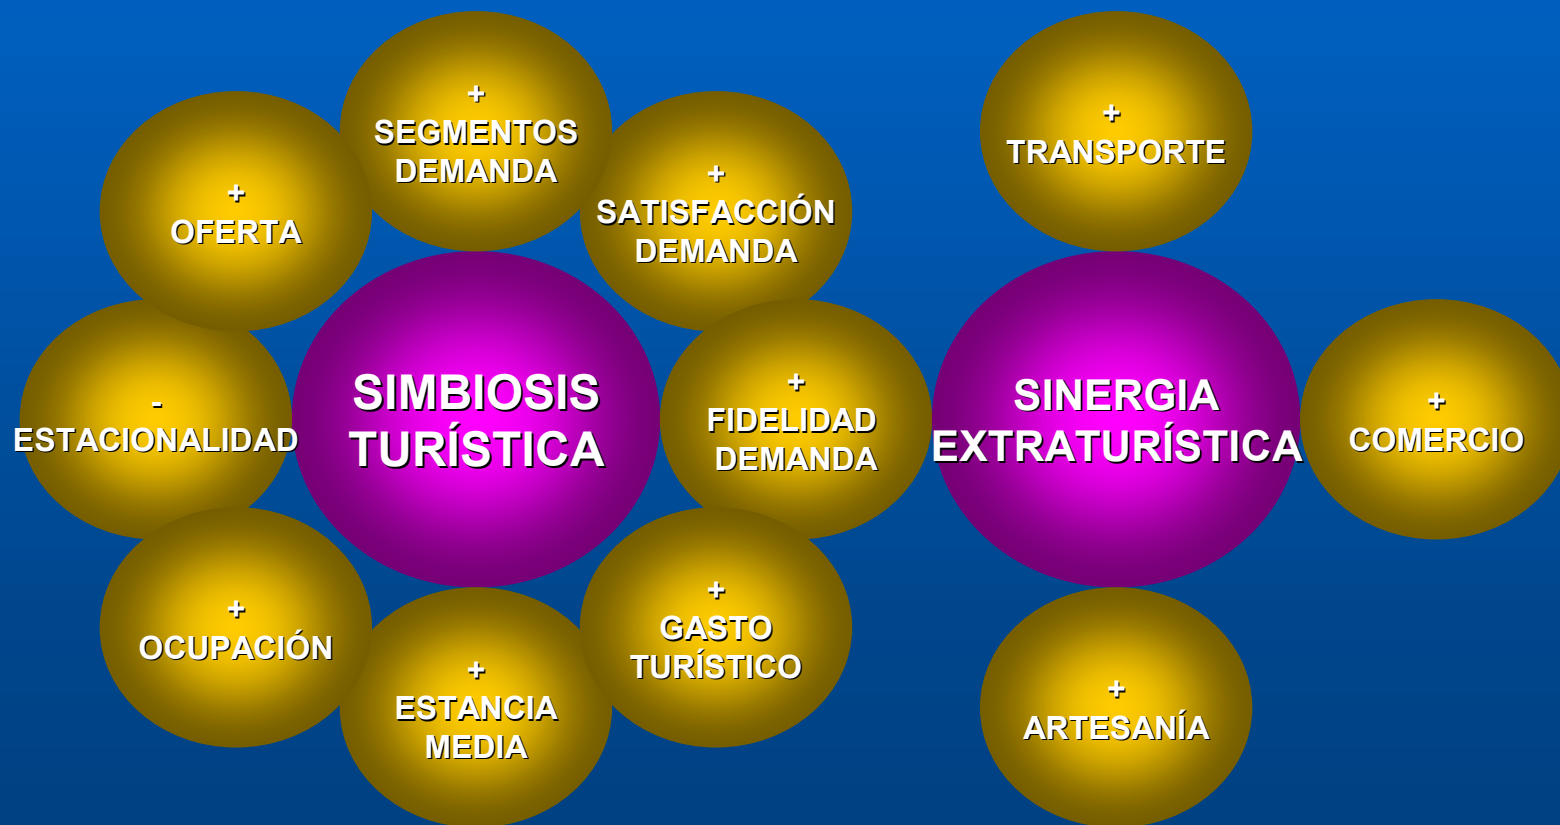 +
SEGMENTOS
DEMANDA
+
OFERTA
+
SATISFACCIÓN
DEMANDA
-
ESTACIONALIDAD
SIMBIOSIS
TURÍSTICA
+
FIDELIDAD
DEMANDA
+
OCUPACIÓN
+
ESTANCIA
MEDIA
+
GASTO
TURÍSTICO
+
TRANSPORTE
SINERGIA
EXTRATURÍSTICA
+
COMERCIO
+
ARTESANÍA